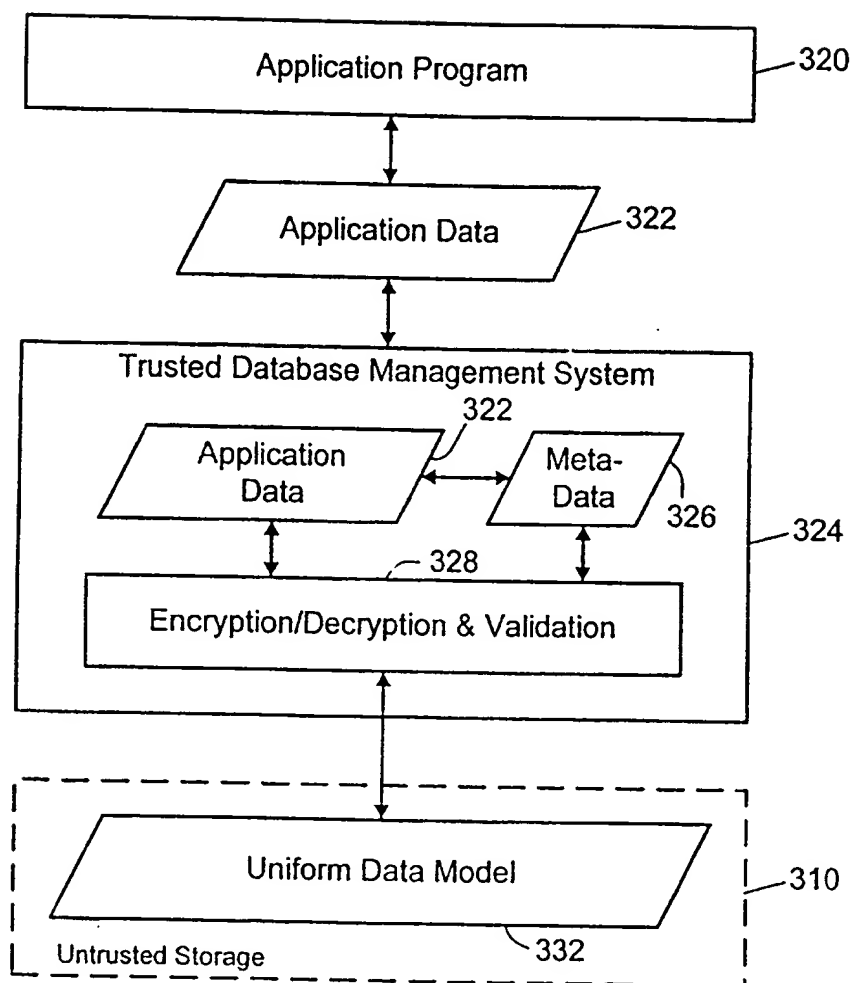 Application Program
320
Application Data
322
Trusted Database Management System
322
Application
Data
Meta-
Data
326
324
328
Encryption/Decryption & Validation
Uniform Data Model
310
332
Untrusted Storage